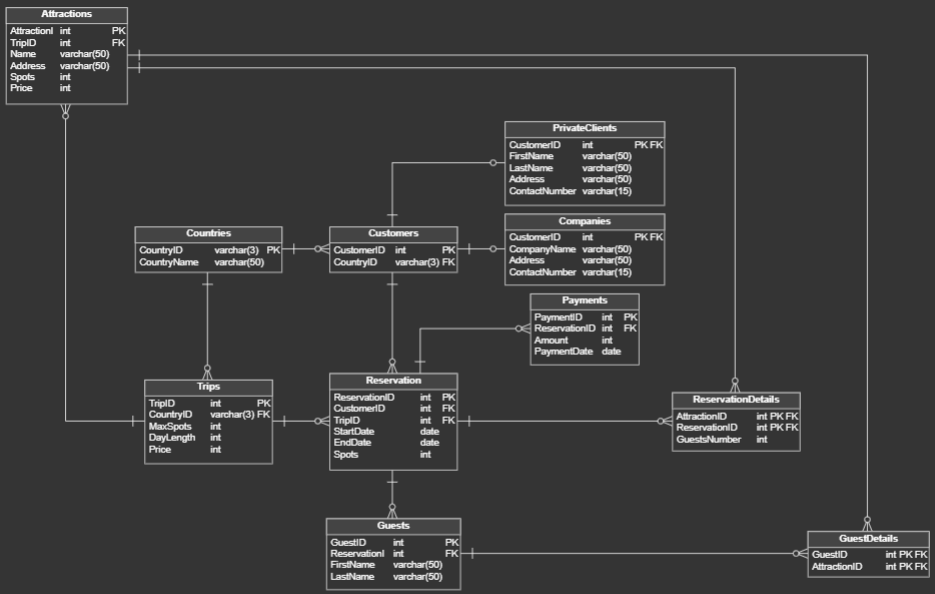 Attractions
AttractionI int PK
TripID int FK
Name varchar(50)
Address varchar(50)
Spots int
Price int
PrivateClients
CustomerID int PK FK
FirstName varchar(50)
LastName varchar(50)
Address varchar(50)
ContactNumber varchar(15)
Countries
CountryID varchar(3) PK
CountryName varchar(50)
Customers
CustomerID int PK
CountryID varchar(3) FK
Companies
CustomerID int PK FK
CompanyName varchar(50)
Address varchar(50)
ContactNumber varchar(15)
Payments
PaymentID int PK
ReservationID int FK
Amount int
PaymentDate date
Trips
TripID int PK
CountryID varchar(3) FK
MaxSpots int
DayLength int
Price int
Reservation
ReservationID int PK
CustomerID int FK
TripID int FK
StartDate date
EndDate date
Spots int
ReservationDetails
AttractionID int PK FK
ReservationID int PK FK
GuestsNumber int
Guests
GuestID int PK
ReservationI int FK
FirstName varchar(50)
LastName varchar(50)
GuestDetails
GuestID int PK FK
AttractionID int PK FK